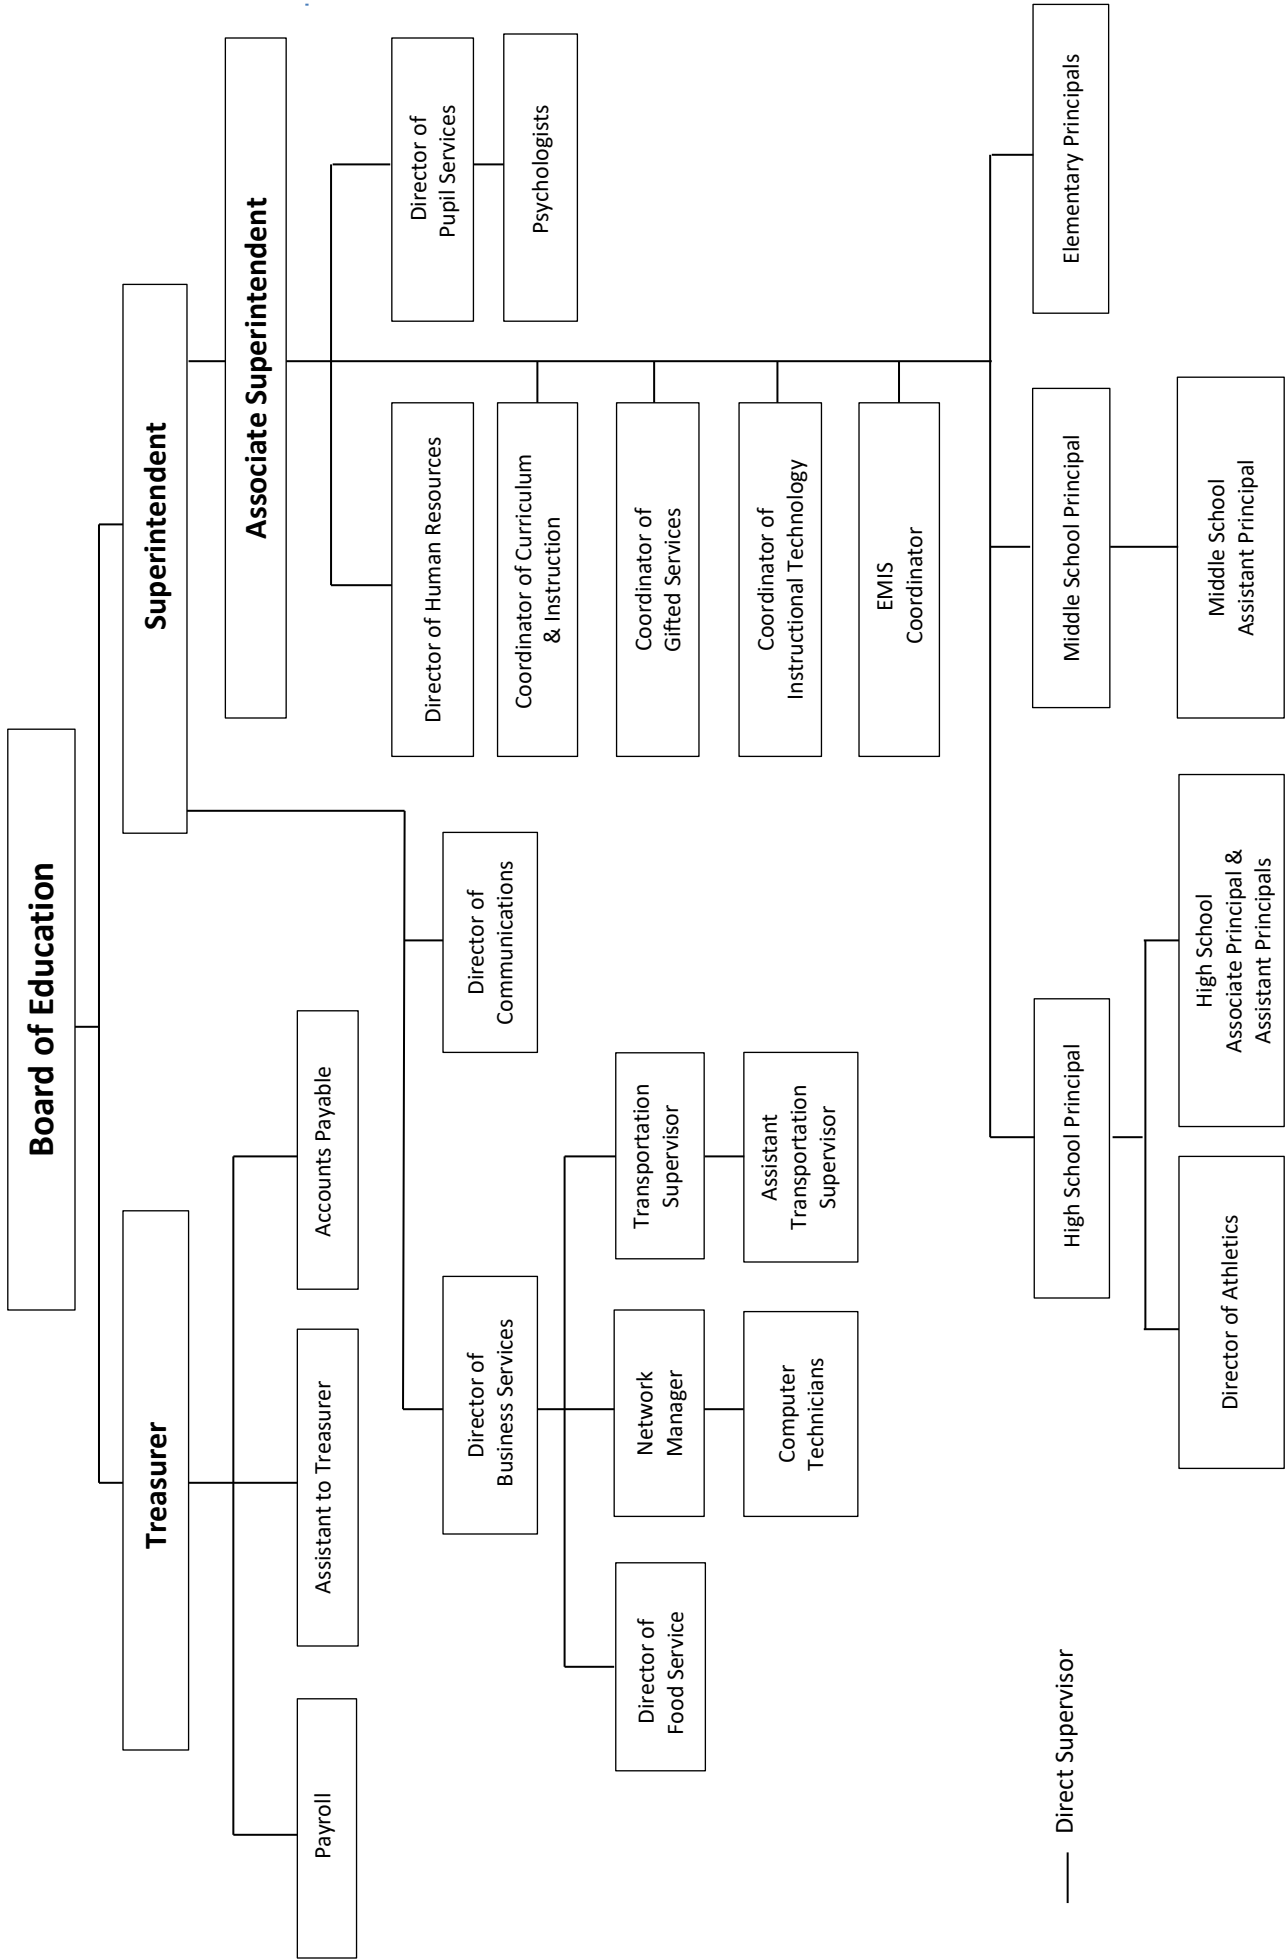 Board of Education
Treasurer
Superintendent
Associate Superintendent
Payroll
Assistant to Treasurer
Accounts Payable
Director of
Business Services
Director of
Communications
Director of
Food Service
Network
Manager
Transportation
Supervisor
Computer
Technicians
Assistant
Transportation
Supervisor
Director of Human Resources
Director of
Pupil Services
Coordinator of Curriculum
& Instruction
Psychologists
Coordinator of
Gifted Services
Coordinator of
Instructional Technology
EMIS
Coordinator
High School Principal
Middle School Principal
Elementary Principals
Director of Athletics
High School
Associate Principal &
Assistant Principals
Middle School
Assistant Principal
Direct Supervisor